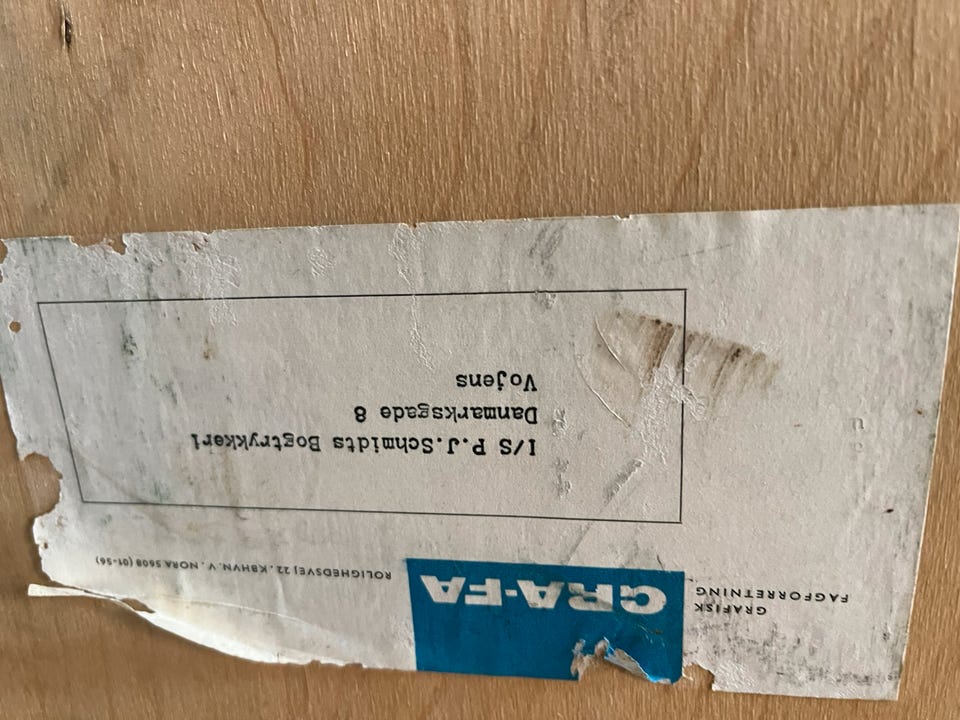 GRAFISK
FAGFORRETNING
GRA-FA
ROLIGHEDSVEJ 22. KBHVN. V. NORA 5608 (01-56)
I/S P.J.Schmidts Bogtrykkeri
Danmarksgade 8
Vojens